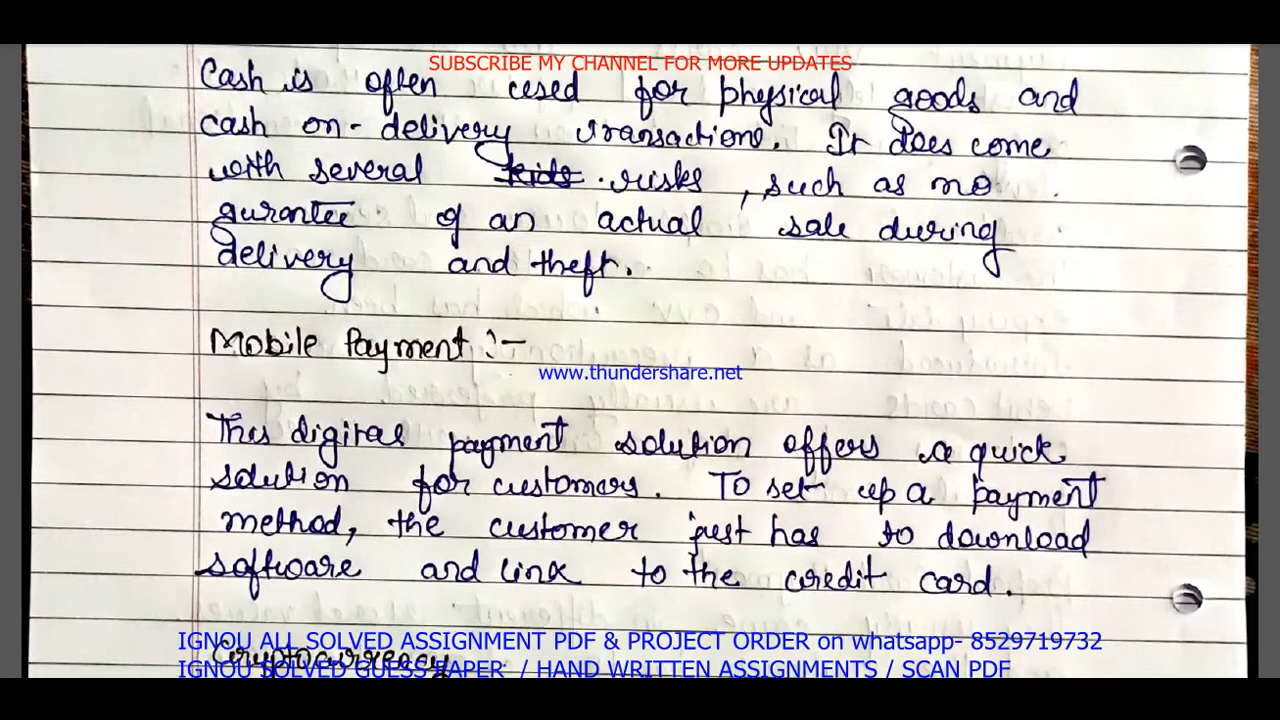 SUBSCRIBE MY CHANNEL FOR MORE UPDATES
Cash is often used for physical goods and
cash on-delivery transactions. It does come
with several risks, such as no
gurantee of an actual sale during
delivery and theft.
Mobile Payment :-
www.thundershare.net
This digital payment solution offers a quick
solution for customers. To set up a payment
method, the customer just has to download
software and link to the credit card.
IGNOU ALL SOLVED ASSIGNMENT PDF & PROJECT ORDER on whatsapp- 8529719732
Cryptocurrency
IGNOU SOLVED GUESS PAPER / HAND WRITTEN ASSIGNMENTS / SCAN PDF